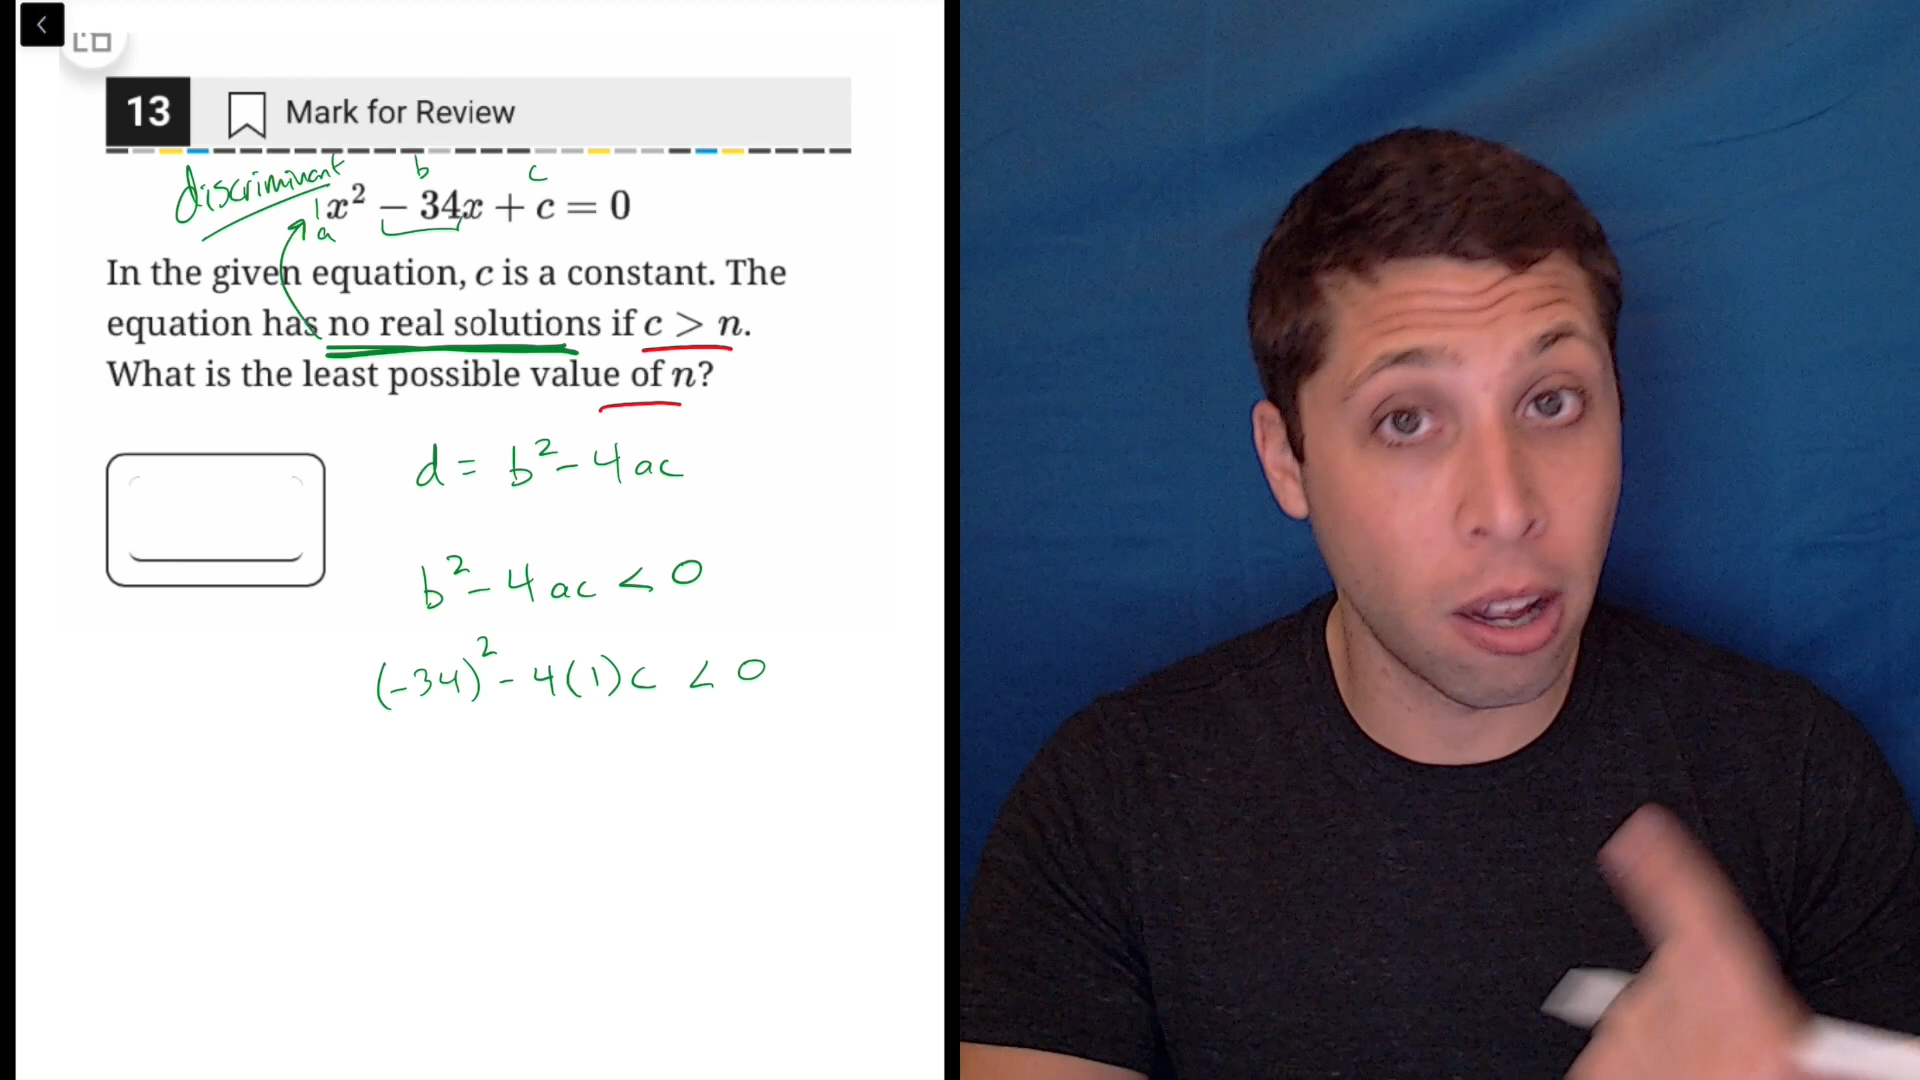 13 Mark for Review
discriminant b c
1x² − 34x + c = 0
a
In the given equation, c is a constant. The
equation has no real solutions if c > n.
What is the least possible value of n?
d = b² - 4ac
b² - 4ac < 0
(-34)² - 4(1)c < 0